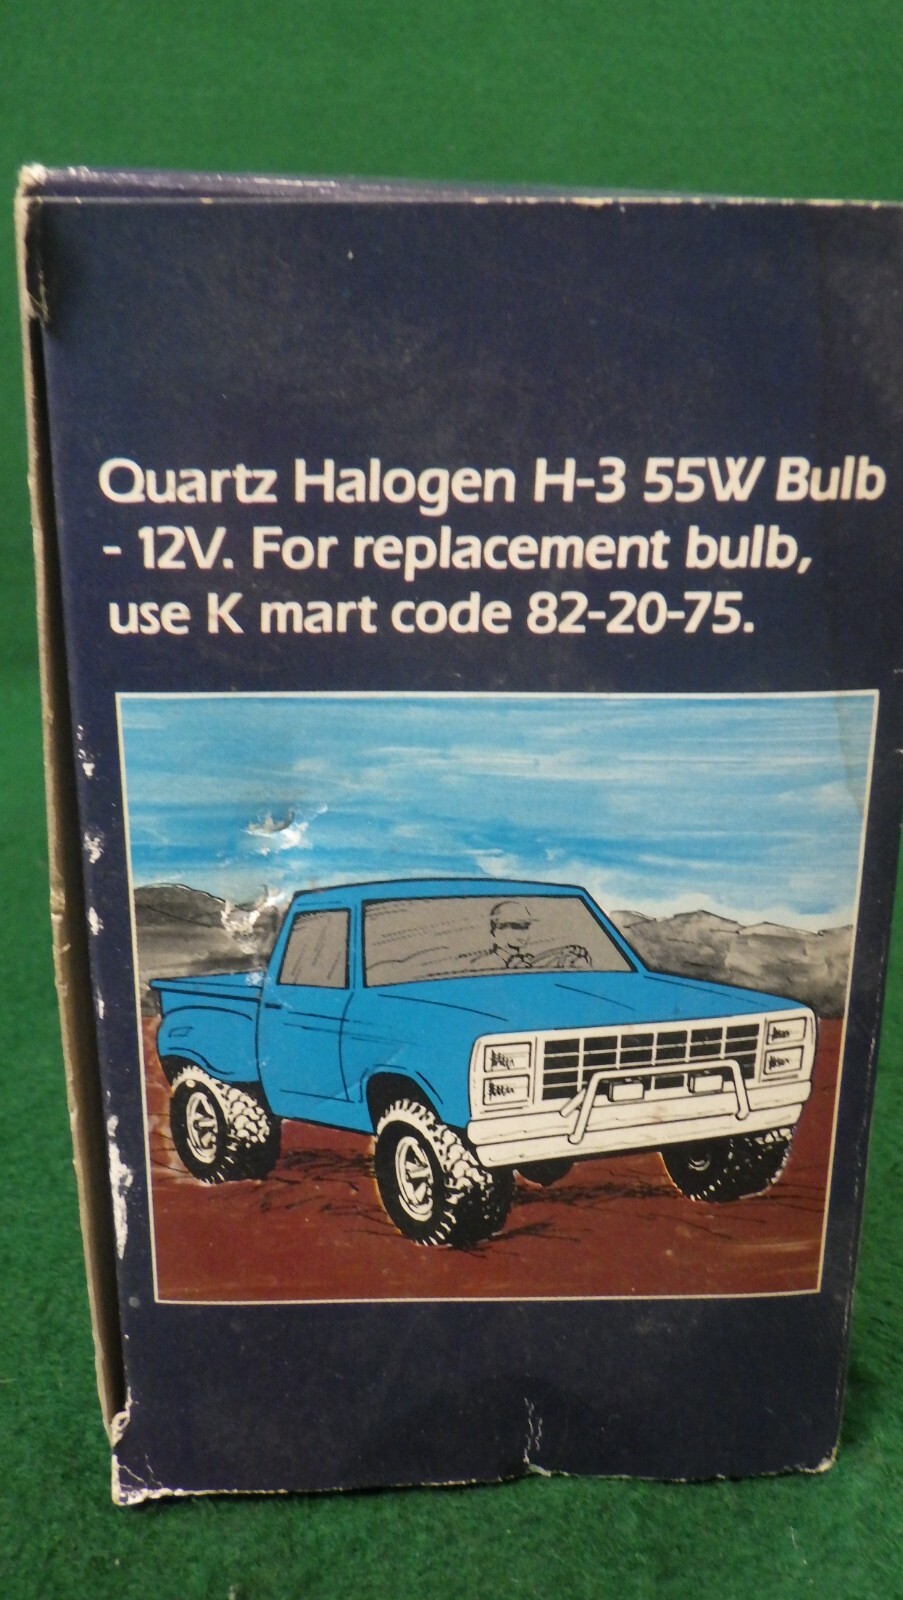 Quartz Halogen H-3 55W Bulb
- 12V. For replacement bulb,
use K mart code 82-20-75.